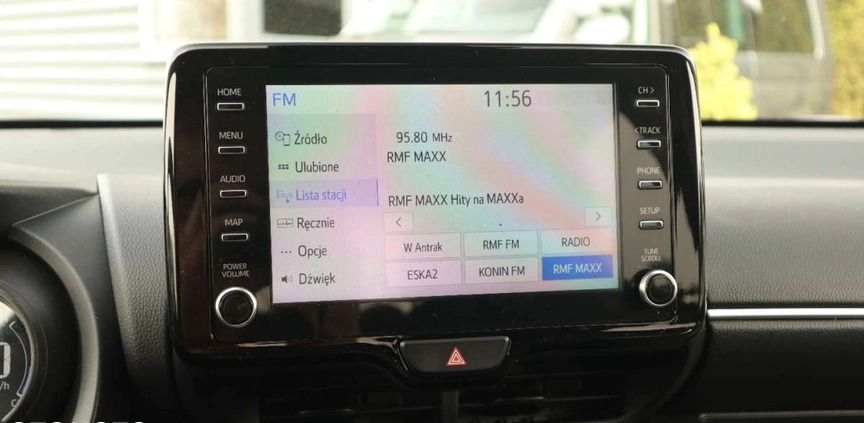 HOME
MENU
AUDIO
MAP
POWER
VOLUME
FM 11:56
Źródło
Ulubione
Lista stacji
Ręcznie
Opcje
Dźwięk
95.80 MHz
RMF MAXX
RMF MAXX Hity na MAXXa
W Antrak RMF FM RADIO
ESKA2 KONIN FM RMF MAXX
CH >
< TRACK
PHONE
SETUP
TUNE
SCROLL
/h